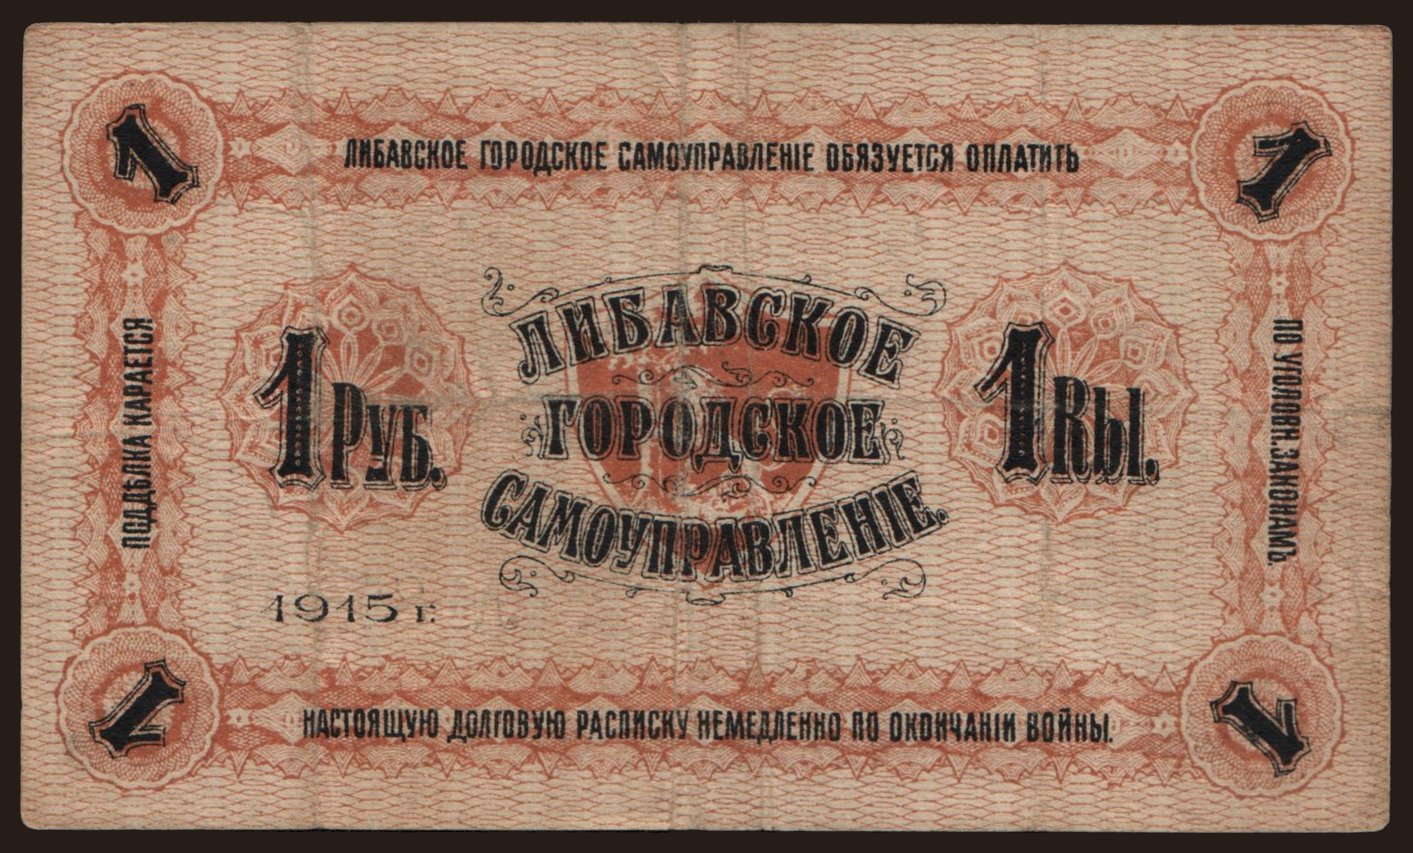 1
1
ЛИБАВСКОЕ ГОРОДСКОЕ САМОУПРАВЛЕНІЕ ОБЯЗУЕТСЯ ОПЛАТИТЬ
ПОДДѢЛКА КАРАЕТСЯ
1 РУБ.
ЛИБАВСКОЕ
ГОРОДСКОЕ
САМОУПРАВЛЕНІЕ.
1 Rbl.
ПО УГОЛОВН. ЗАКОНАМЪ.
1915 г.
НАСТОЯЩУЮ ДОЛГОВУЮ РАСПИСКУ НЕМЕДЛЕННО ПО ОКОНЧАНІИ ВОЙНЫ.
1
1